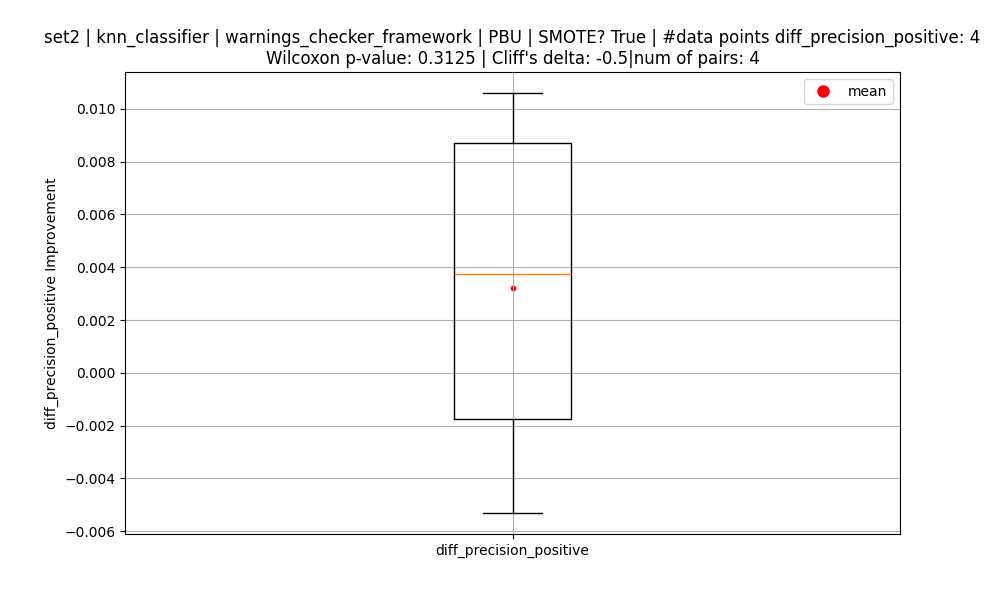 set2 | knn_classifier | warnings_checker_framework | PBU | SMOTE? True | #data points diff_precision_positive: 4
Wilcoxon p-value: 0.3125 | Cliff's delta: -0.5|num of pairs: 4
mean
diff_precision_positive Improvement
0.010
0.008
0.006
0.004
0.002
0.000
−0.002
−0.004
−0.006
diff_precision_positive